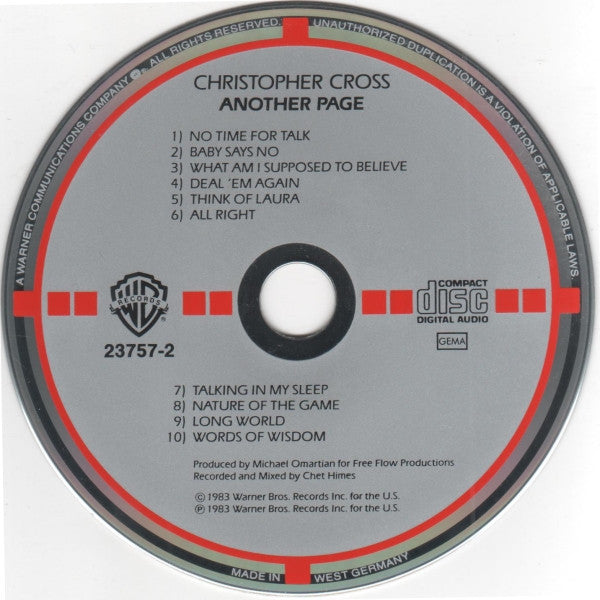 A WARNER COMMUNICATIONS COMPANY ℗©. ALL RIGHTS RESERVED. UNAUTHORIZED DUPLICATION IS A VIOLATION OF APPLICABLE LAWS.
CHRISTOPHER CROSS
ANOTHER PAGE
1) NO TIME FOR TALK
2) BABY SAYS NO
3) WHAT AM I SUPPOSED TO BELIEVE
4) DEAL 'EM AGAIN
5) THINK OF LAURA
6) ALL RIGHT
WB
RECORDS
23757-2
COMPACT
disc
DIGITAL AUDIO
GEMA
7) TALKING IN MY SLEEP
8) NATURE OF THE GAME
9) LONG WORLD
10) WORDS OF WISDOM
Produced by Michael Omartian for Free Flow Productions
Recorded and Mixed by Chet Himes
© 1983 Warner Bros. Records Inc. for the U.S.
℗ 1983 Warner Bros. Records Inc. for the U.S.
MADE IN WEST GERMANY